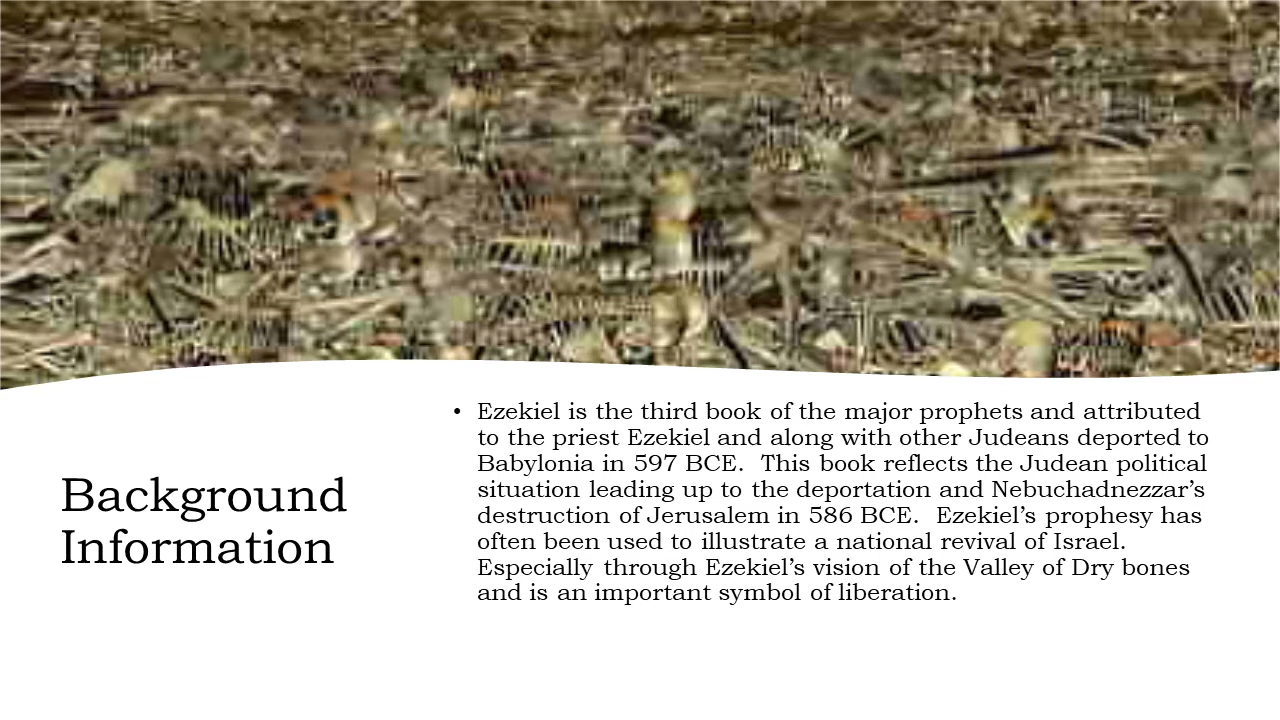 Background
Information
• Ezekiel is the third book of the major prophets and attributed
to the priest Ezekiel and along with other Judeans deported to
Babylonia in 597 BCE.  This book reflects the Judean political
situation leading up to the deportation and Nebuchadnezzar’s
destruction of Jerusalem in 586 BCE.  Ezekiel’s prophesy has
often been used to illustrate a national revival of Israel.
Especially through Ezekiel’s vision of the Valley of Dry bones
and is an important symbol of liberation.